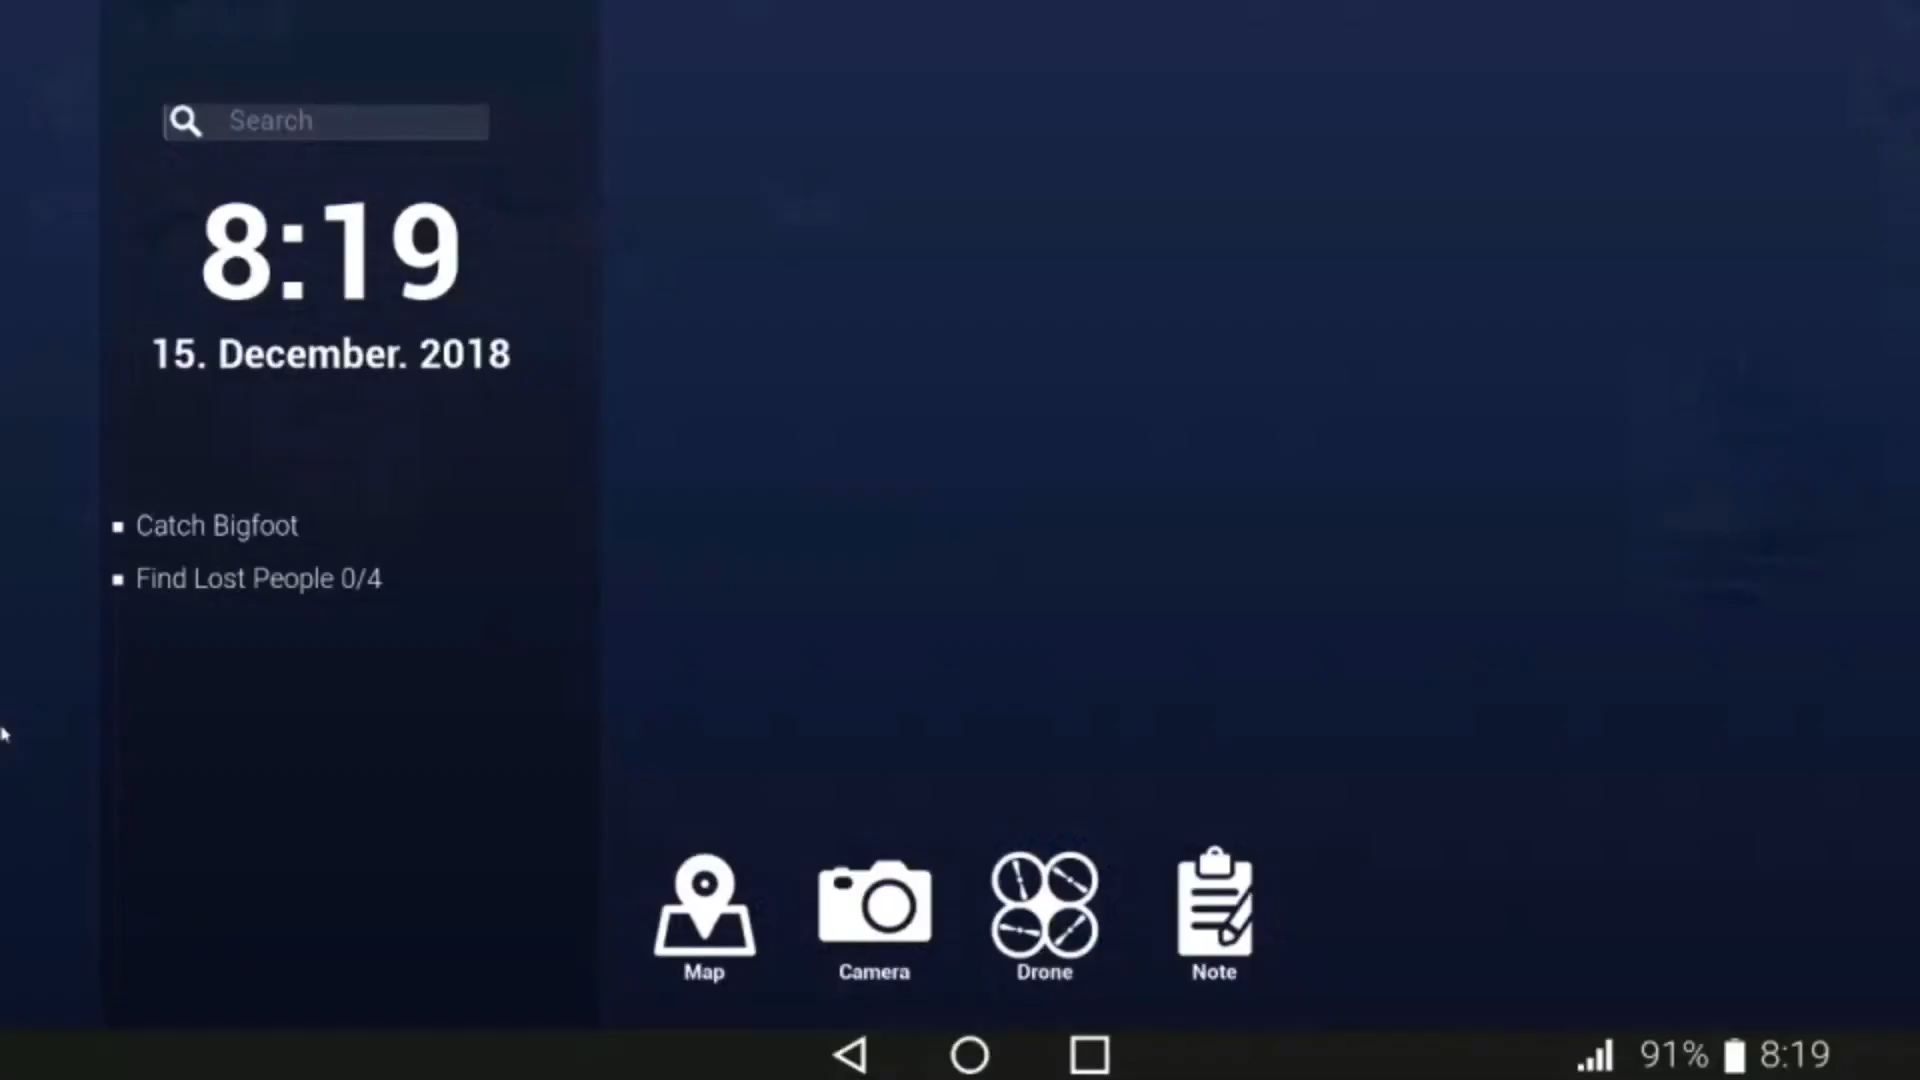 Search
8:19
15. December. 2018
Catch Bigfoot
Find Lost People 0/4
Map
Camera
Drone
Note
91% 8:19